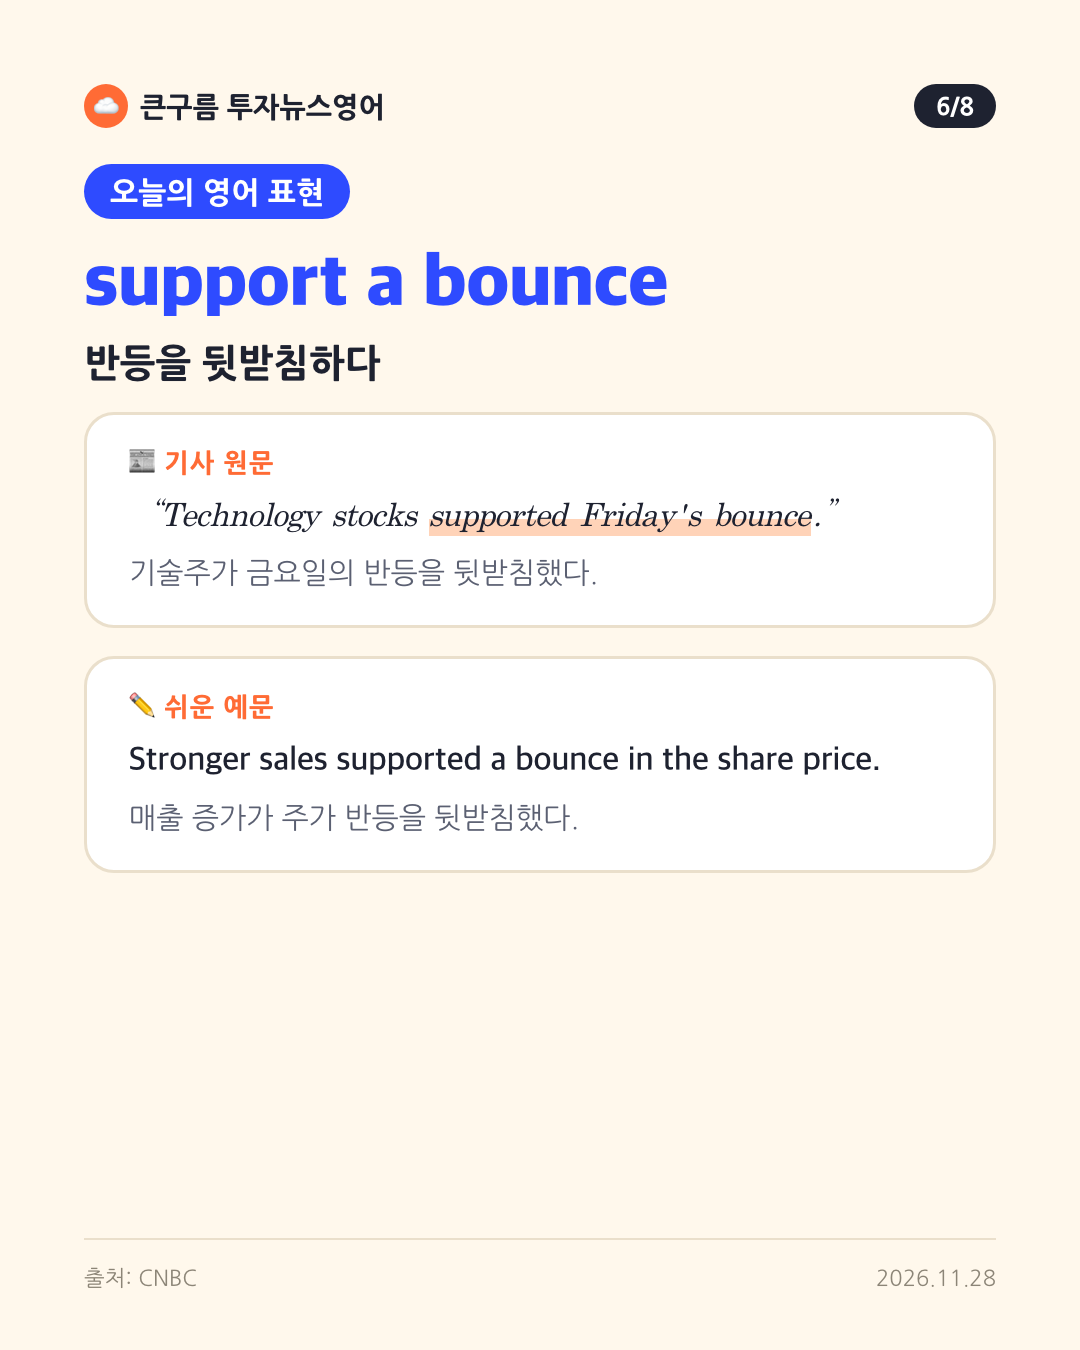 큰구름 투자뉴스영어
6/8
오늘의 영어 표현
support a bounce
반등을 뒷받침하다
기사 원문
“Technology stocks supported Friday's bounce.”
기술주가 금요일의 반등을 뒷받침했다.
쉬운 예문
Stronger sales supported a bounce in the share price.
매출 증가가 주가 반등을 뒷받침했다.
출처: CNBC
2026.11.28